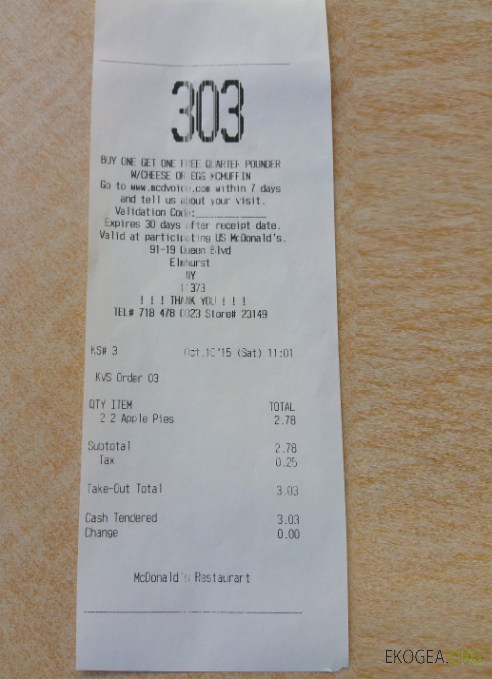 303
BUY ONE GET ONE FREE QUARTER POUNDER
W/CHEESE OR EGG MCMUFFIN
Go to www.mcdvoice.com within 7 days
and tell us about your visit.
Validation Code:____________
Expires 30 days after receipt date.
Valid at participating US McDonald's.
91-19 Queen Blvd
Elmhurst
NY
11373
! ! ! THANK YOU ! ! !
TEL# 718 478 0023 Store# 23149
KS# 3 Oct.10'15 (Sat) 11:01
KVS Order 03
QTY ITEM TOTAL
2 2 Apple Pies 2.78
Subtotal 2.78
Tax 0.25
Take-Out Total 3.03
Cash Tendered 3.03
Change 0.00
McDonald's Restaurart
EKOGEA.ORG